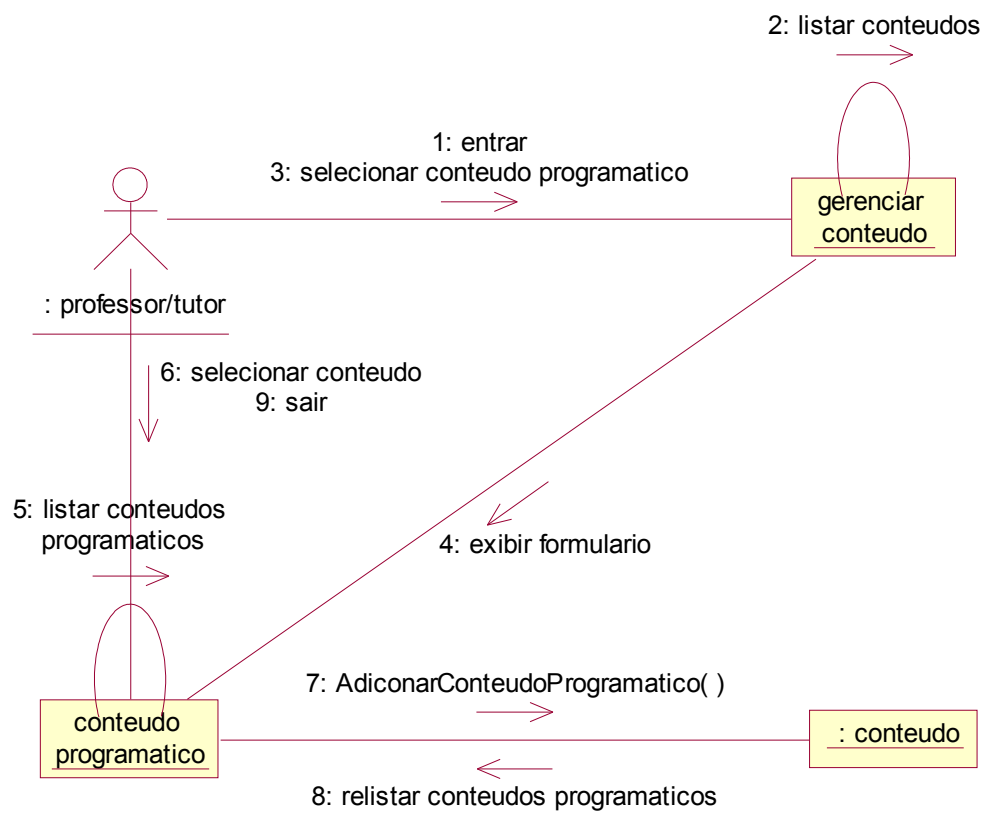 2: listar conteudos
1: entrar
3: selecionar conteudo programatico
gerenciar
conteudo
: professor/tutor
6: selecionar conteudo
9: sair
5: listar conteudos
programaticos
4: exibir formulario
7: AdiconarConteudoProgramatico( )
conteudo
programatico
: conteudo
8: relistar conteudos programaticos